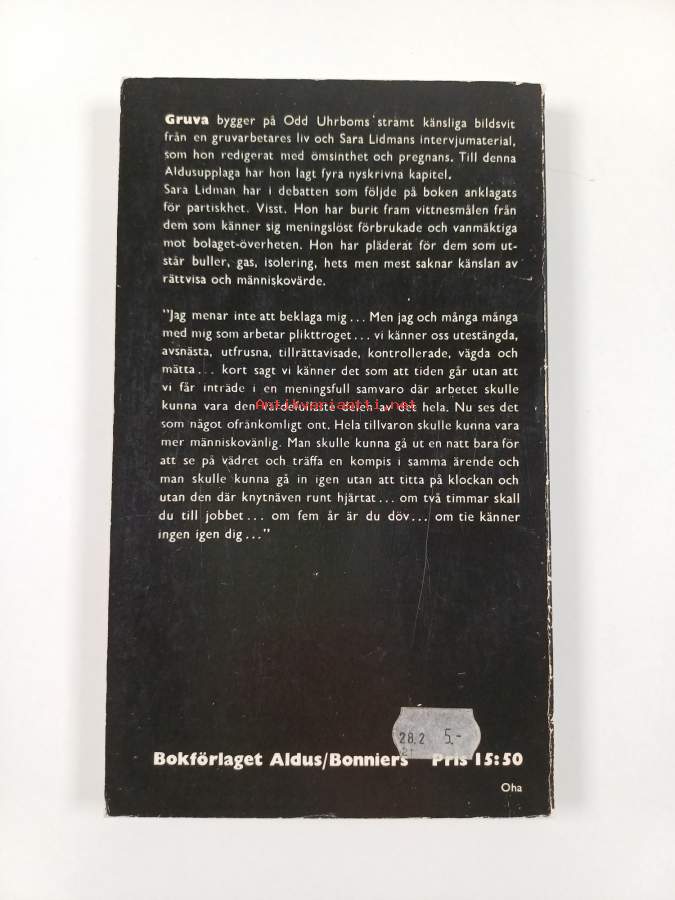 Gruva bygger på Odd Uhrboms stramt känsliga bildsvit
från en gruvarbetares liv och Sara Lidmans intervjumaterial,
som hon redigerat med ömsinthet och pregnans. Till denna
Aldusupplaga har hon lagt fyra nyskrivna kapitel.
Sara Lidman har i debatten som följde på boken anklagats
för partiskhet. Visst. Hon har burit fram vittnesmålen från
dem som känner sig meningslöst förbrukade och vanmäktiga
mot bolaget-överheten. Hon har pläderat för dem som ut-
står buller, gas, isolering, hets men mest saknar känslan av
rättvisa och människovärde.
"Jag menar inte att beklaga mig... Men jag och många många
med mig som arbetar plikttroget... vi känner oss utestängda,
avsnästa, utfrusna, tillrättavisade, kontrollerade, vägda och
mätta... kort sagt vi känner det som att tiden går utan att
vi får inträde i en meningsfull samvaro där arbetet skulle
kunna vara den värdefullaste delen av det hela. Nu ses det
Antikvariantti.net
som något ofrånkomligt ont. Hela tillvaron skulle kunna vara
mer människovänlig. Man skulle kunna gå ut en natt bara för
att se på vädret och träffa en kompis i samma ärende och
man skulle kunna gå in igen utan att titta på klockan och
utan den där knytnäven runt hjärtat... om två timmar skall
du till jobbet... om fem år är du döv... om tie känner
ingen igen dig..."
28.2 5.-
Bokförlaget Aldus/Bonniers Pris 15:50
Oha